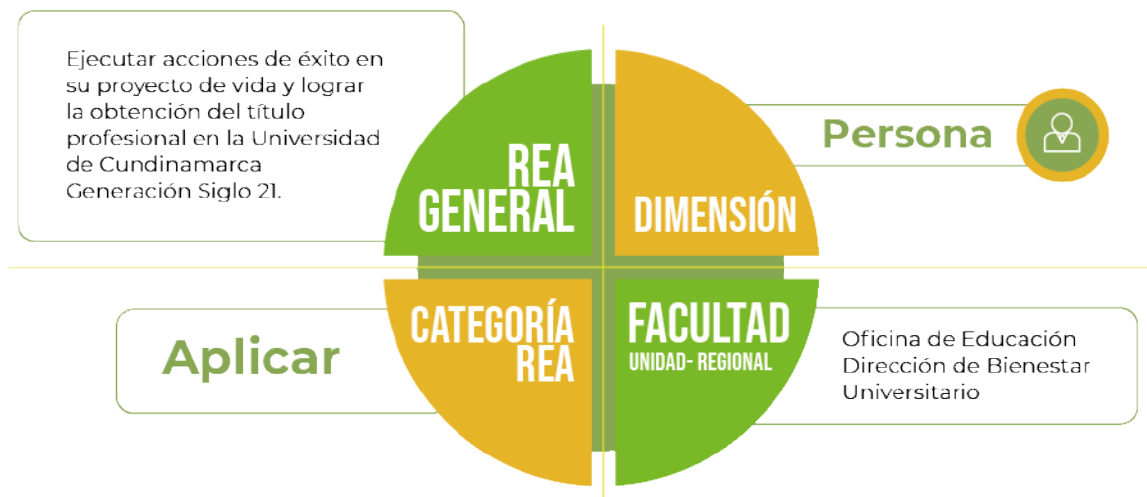 Ejecutar acciones de éxito en
su proyecto de vida y lograr
la obtención del título
profesional en la Universidad
de Cundinamarca
Generación Siglo 21.
REA
GENERAL
DIMENSIÓN
Persona
Aplicar
CATEGORÍA
REA
FACULTAD
UNIDAD- REGIONAL
Oficina de Educación
Dirección de Bienestar
Universitario